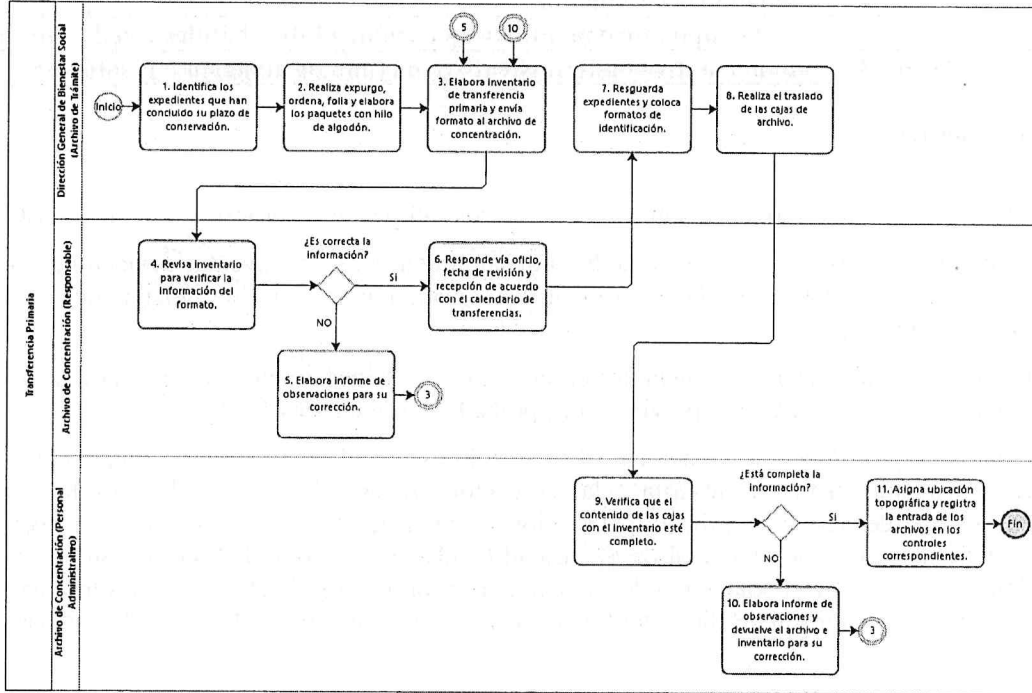 Transferencia Primaria
Dirección General de Bienestar Social
(Archivo de Trámite)
Inicio
1. Identifica los
expedientes que han
concluido su plazo de
conservación.
2. Realiza expurgo,
ordena, folia y elabora
los paquetes con hilo
de algodón.
5
10
3. Elabora inventario
de transferencia
primaria y envía
formato al archivo de
concentración.
7. Resguarda
expedientes y coloca
formatos de
identificación.
8. Realiza el traslado
de las cajas de
archivo.
Archivo de Concentración (Responsable)
4. Revisa inventario
para verificar la
información del
formato.
¿Es correcta la
información?
SI
NO
6. Responde vía oficio,
fecha de revisión y
recepción de acuerdo
con el calendario de
transferencias.
5. Elabora informe de
observaciones para su
corrección.
3
Archivo de Concentración (Personal
Administrativo)
9. Verifica que el
contenido de las cajas
con el inventario esté
completo.
¿Está completa la
información?
SI
NO
11. Asigna ubicación
topográfica y registra
la entrada de los
archivos en los
controles
correspondientes.
Fin
10. Elabora informe de
observaciones y
devuelve el archivo e
inventario para su
corrección.
3